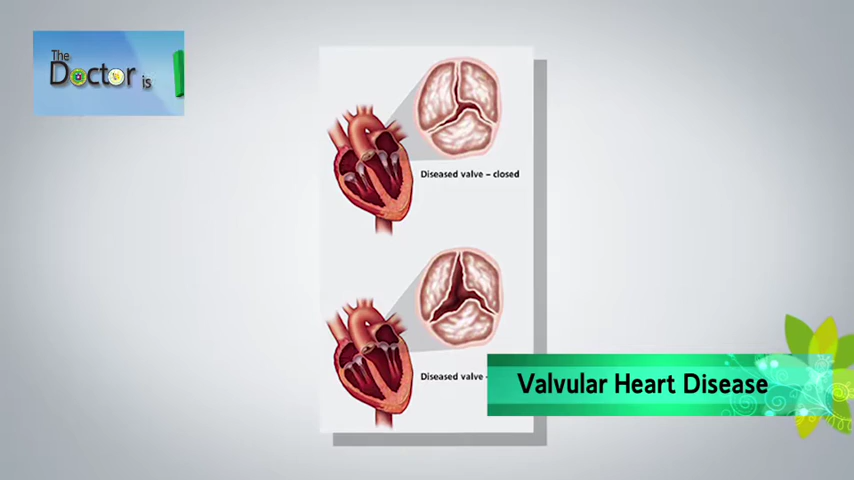 The
Doctor is
Diseased valve – closed
Diseased valve -
Valvular Heart Disease